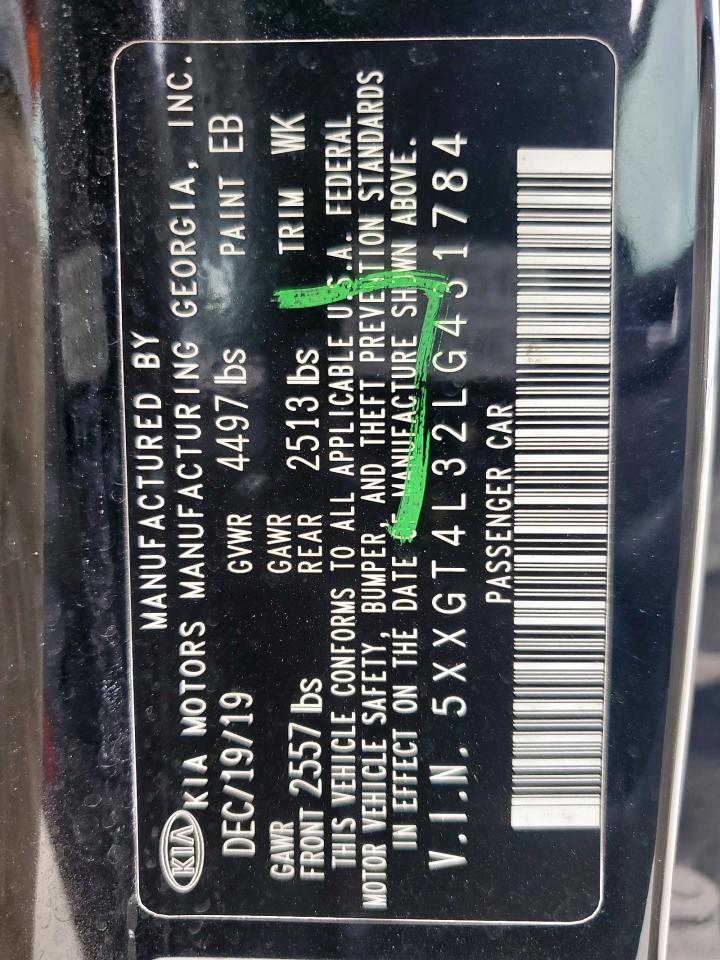 MANUFACTURED BY
KIA KIA MOTORS MANUFACTURING GEORGIA, INC.
DEC/19/19 GVWR 4497 lbs PAINT EB
GAWR FRONT 2557 lbs GAWR REAR 2513 lbs TRIM WK
THIS VEHICLE CONFORMS TO ALL APPLICABLE U.S.A. FEDERAL
MOTOR VEHICLE SAFETY, BUMPER, AND THEFT PREVENTION STANDARDS
IN EFFECT ON THE DATE OF MANUFACTURE SHOWN ABOVE.
V.I.N. 5XXGT4L32LG431784
PASSENGER CAR